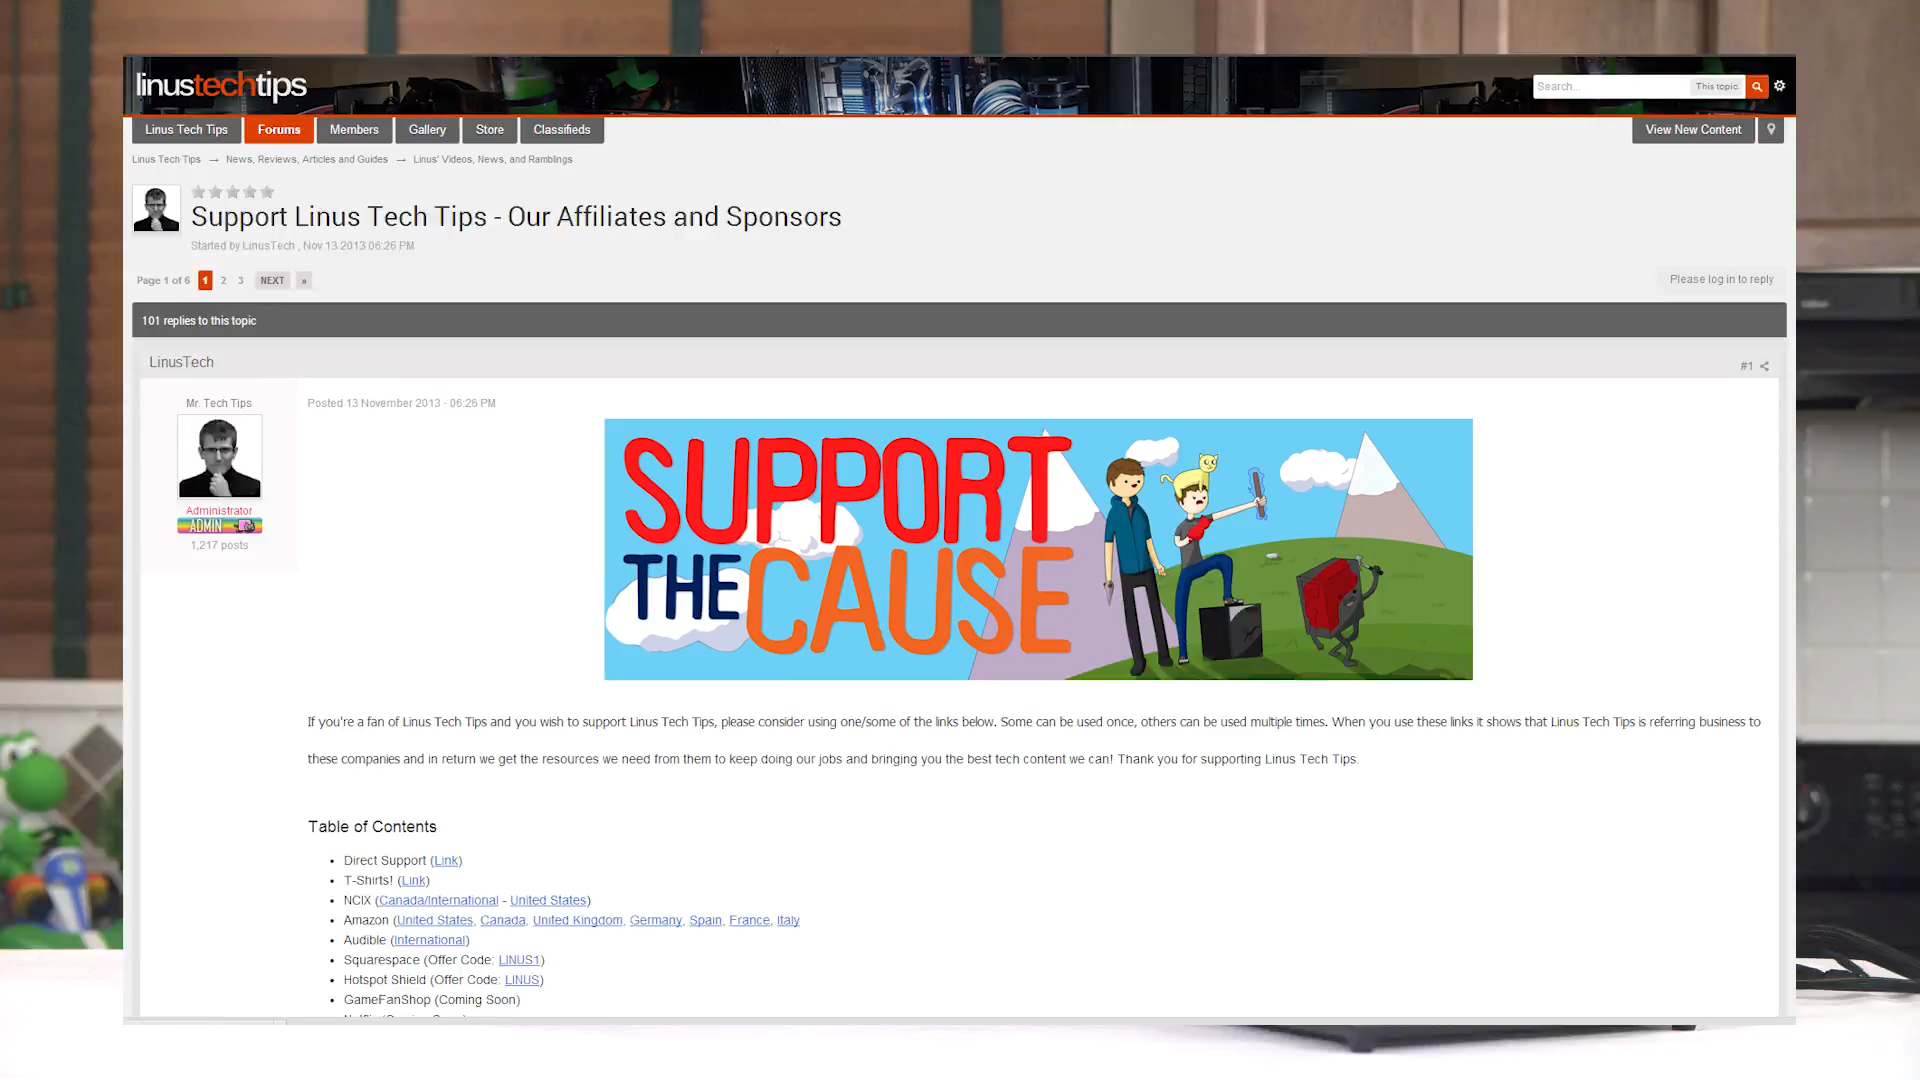 linustechtips
Search... This topic
Linus Tech Tips Forums Members Gallery Store Classifieds View New Content
Linus Tech Tips → News, Reviews, Articles and Guides → Linus' Videos, News, and Ramblings
Support Linus Tech Tips - Our Affiliates and Sponsors
Started by LinusTech , Nov 13 2013 06:26 PM
Page 1 of 6 1 2 3 NEXT » Please log in to reply
101 replies to this topic
LinusTech
#1
Mr. Tech Tips
Posted 13 November 2013 - 06:26 PM
Administrator
ADMIN
1,217 posts
SUPPORT
THE CAUSE
If you're a fan of Linus Tech Tips and you wish to support Linus Tech Tips, please consider using one/some of the links below. Some can be used once, others can be used multiple times. When you use these links it shows that Linus Tech Tips is referring business to
these companies and in return we get the resources we need from them to keep doing our jobs and bringing you the best tech content we can! Thank you for supporting Linus Tech Tips.
Table of Contents
• Direct Support (Link)
• T-Shirts! (Link)
• NCIX (Canada/International - United States)
• Amazon (United States, Canada, United Kingdom, Germany, Spain, France, Italy
• Audible (International)
• Squarespace (Offer Code: LINUS1)
• Hotspot Shield (Offer Code: LINUS)
• GameFanShop (Coming Soon)